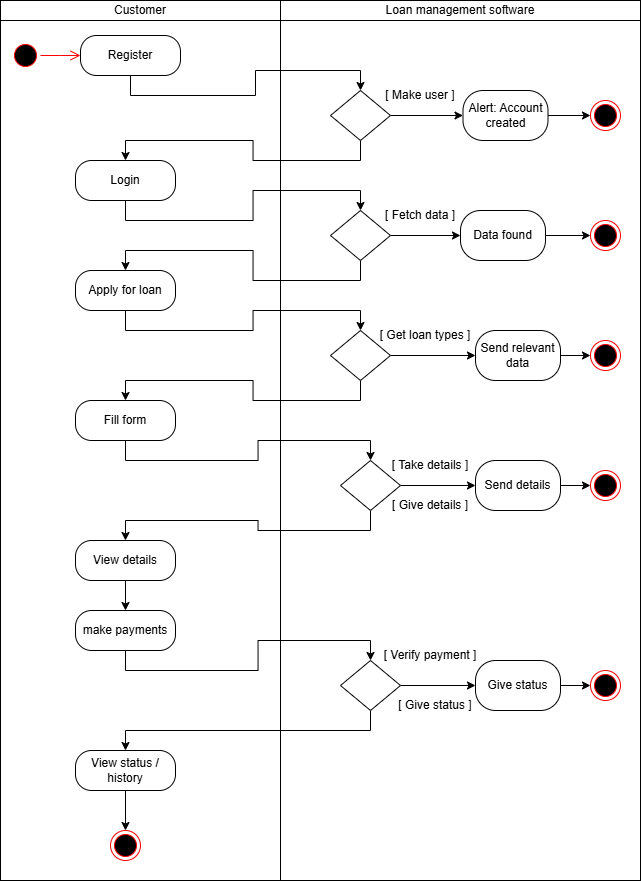 Customer
Loan management software
Register
[ Make user ]
Alert: Account
created
Login
[ Fetch data ]
Data found
Apply for loan
[ Get loan types ]
Send relevant
data
Fill form
[ Take details ]
Send details
[ Give details ]
View details
make payments
[ Verify payment ]
Give status
[ Give status ]
View status /
history